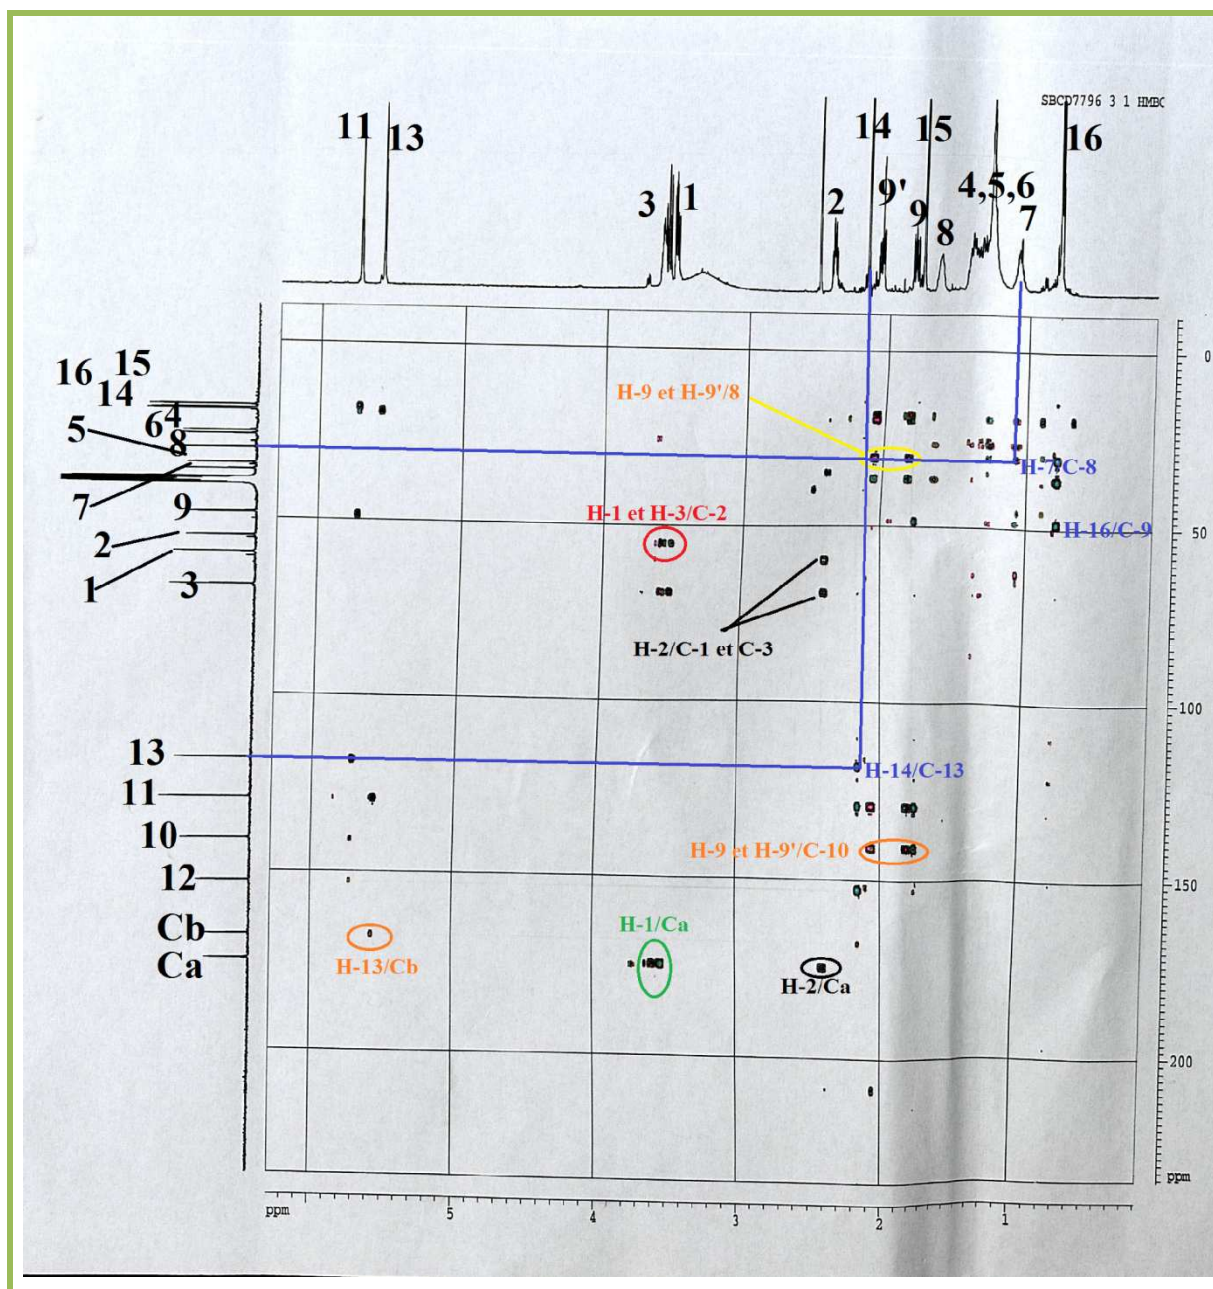 SBCD7796 3 1 HMBC
11
13
14
15
16
3
1
2
9'
9
8
4,5,6
7
16
15
14
6
4
5
8
7
9
2
1
3
13
11
10
12
Cb
Ca
H-9 et H-9'/8
H-7/C-8
H-1 et H-3/C-2
H-16/C-9
H-2/C-1 et C-3
H-14/C-13
H-9 et H-9'/C-10
H-13/Cb
H-1/Ca
H-2/Ca
0
50
100
150
200
ppm
ppm
5
4
3
2
1